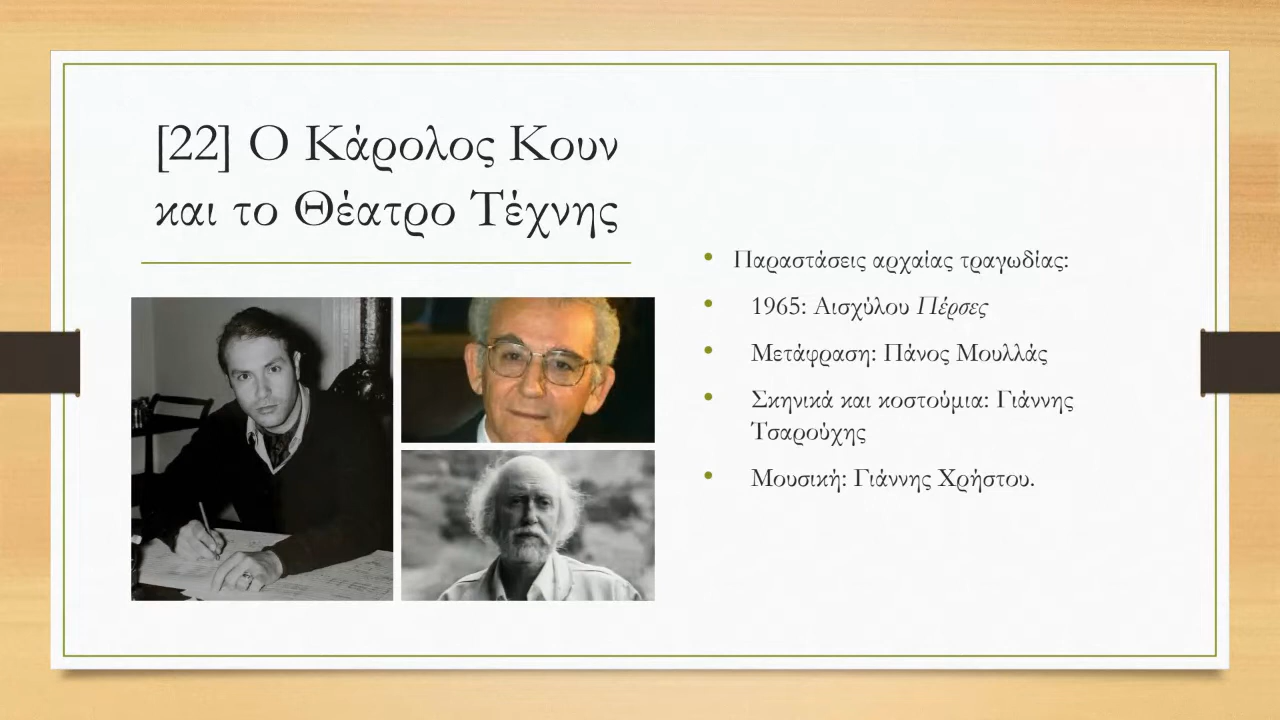 [22] Ο Κάρολος Κουν
και το Θέατρο Τέχνης
• Παραστάσεις αρχαίας τραγωδίας:
• 1965: Αισχύλου Πέρσες
• Μετάφραση: Πάνος Μουλλάς
• Σκηνικά και κοστούμια: Γιάννης
Τσαρούχης
• Μουσική: Γιάννης Χρήστου.